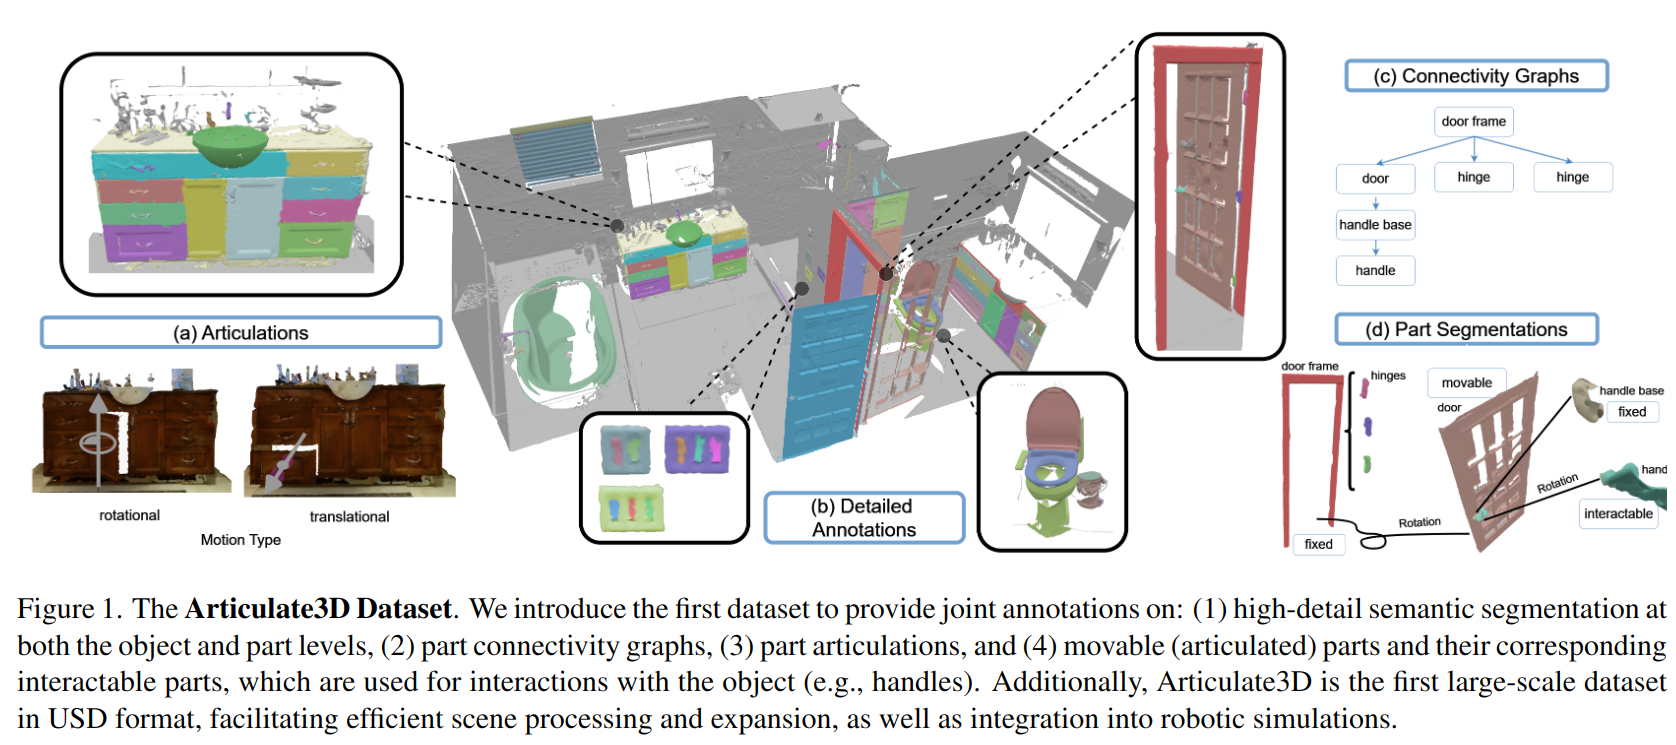 (c) Connectivity Graphs
door frame
door
hinge
hinge
handle base
handle
(a) Articulations
rotational
translational
Motion Type
(b) Detailed
Annotations
(d) Part Segmentations
door frame
hinges
movable
door
handle base
fixed
Rotation
hand
interactable
Rotation
fixed
Figure 1. The Articulate3D Dataset. We introduce the first dataset to provide joint annotations on: (1) high-detail semantic segmentation at
both the object and part levels, (2) part connectivity graphs, (3) part articulations, and (4) movable (articulated) parts and their corresponding
interactable parts, which are used for interactions with the object (e.g., handles). Additionally, Articulate3D is the first large-scale dataset
in USD format, facilitating efficient scene processing and expansion, as well as integration into robotic simulations.